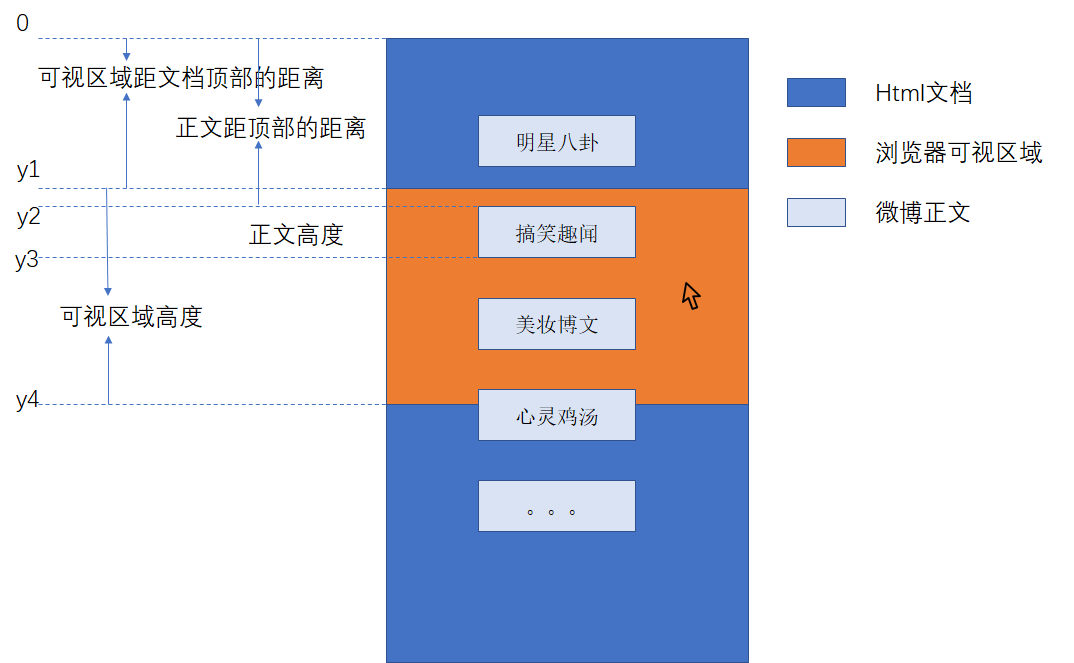 0
可视区域距文档顶部的距离
正文距顶部的距离
y1
y2
正文高度
y3
可视区域高度
y4
明星八卦
搞笑趣闻
美妆博文
心灵鸡汤
。。。
Html文档
浏览器可视区域
微博正文